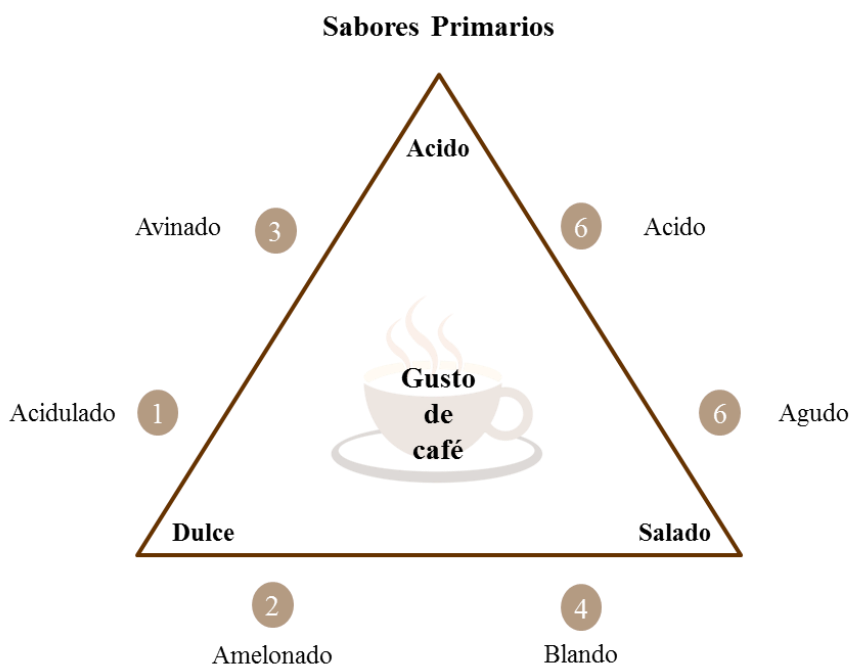 Sabores Primarios
Acido
Avinado 3
6 Acido
Gusto
de
café
Acidulado 1
6 Agudo
Dulce
Salado
2
4
Amelonado
Blando